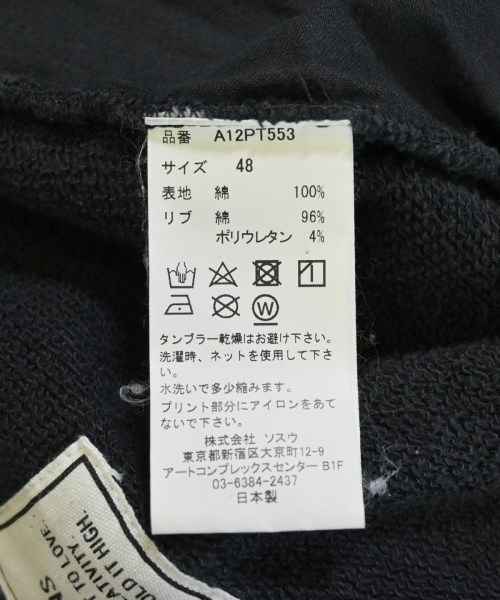 品番 A12PT553
サイズ 48
表地 綿 100%
リブ 綿 96%
ポリウレタン 4%
W
タンブラー乾燥はお避け下さい。
洗濯時、ネットを使用して下さ
い。
水洗いで多少縮みます。
プリント部分にアイロンをあて
ないで下さい。
株式会社 ソスウ
東京都新宿区大京町12-9
アートコンプレックスセンター B1F
03-6384-2437
日本製
TO LOVE.
EATIVITY.
OLD IT HIGH.